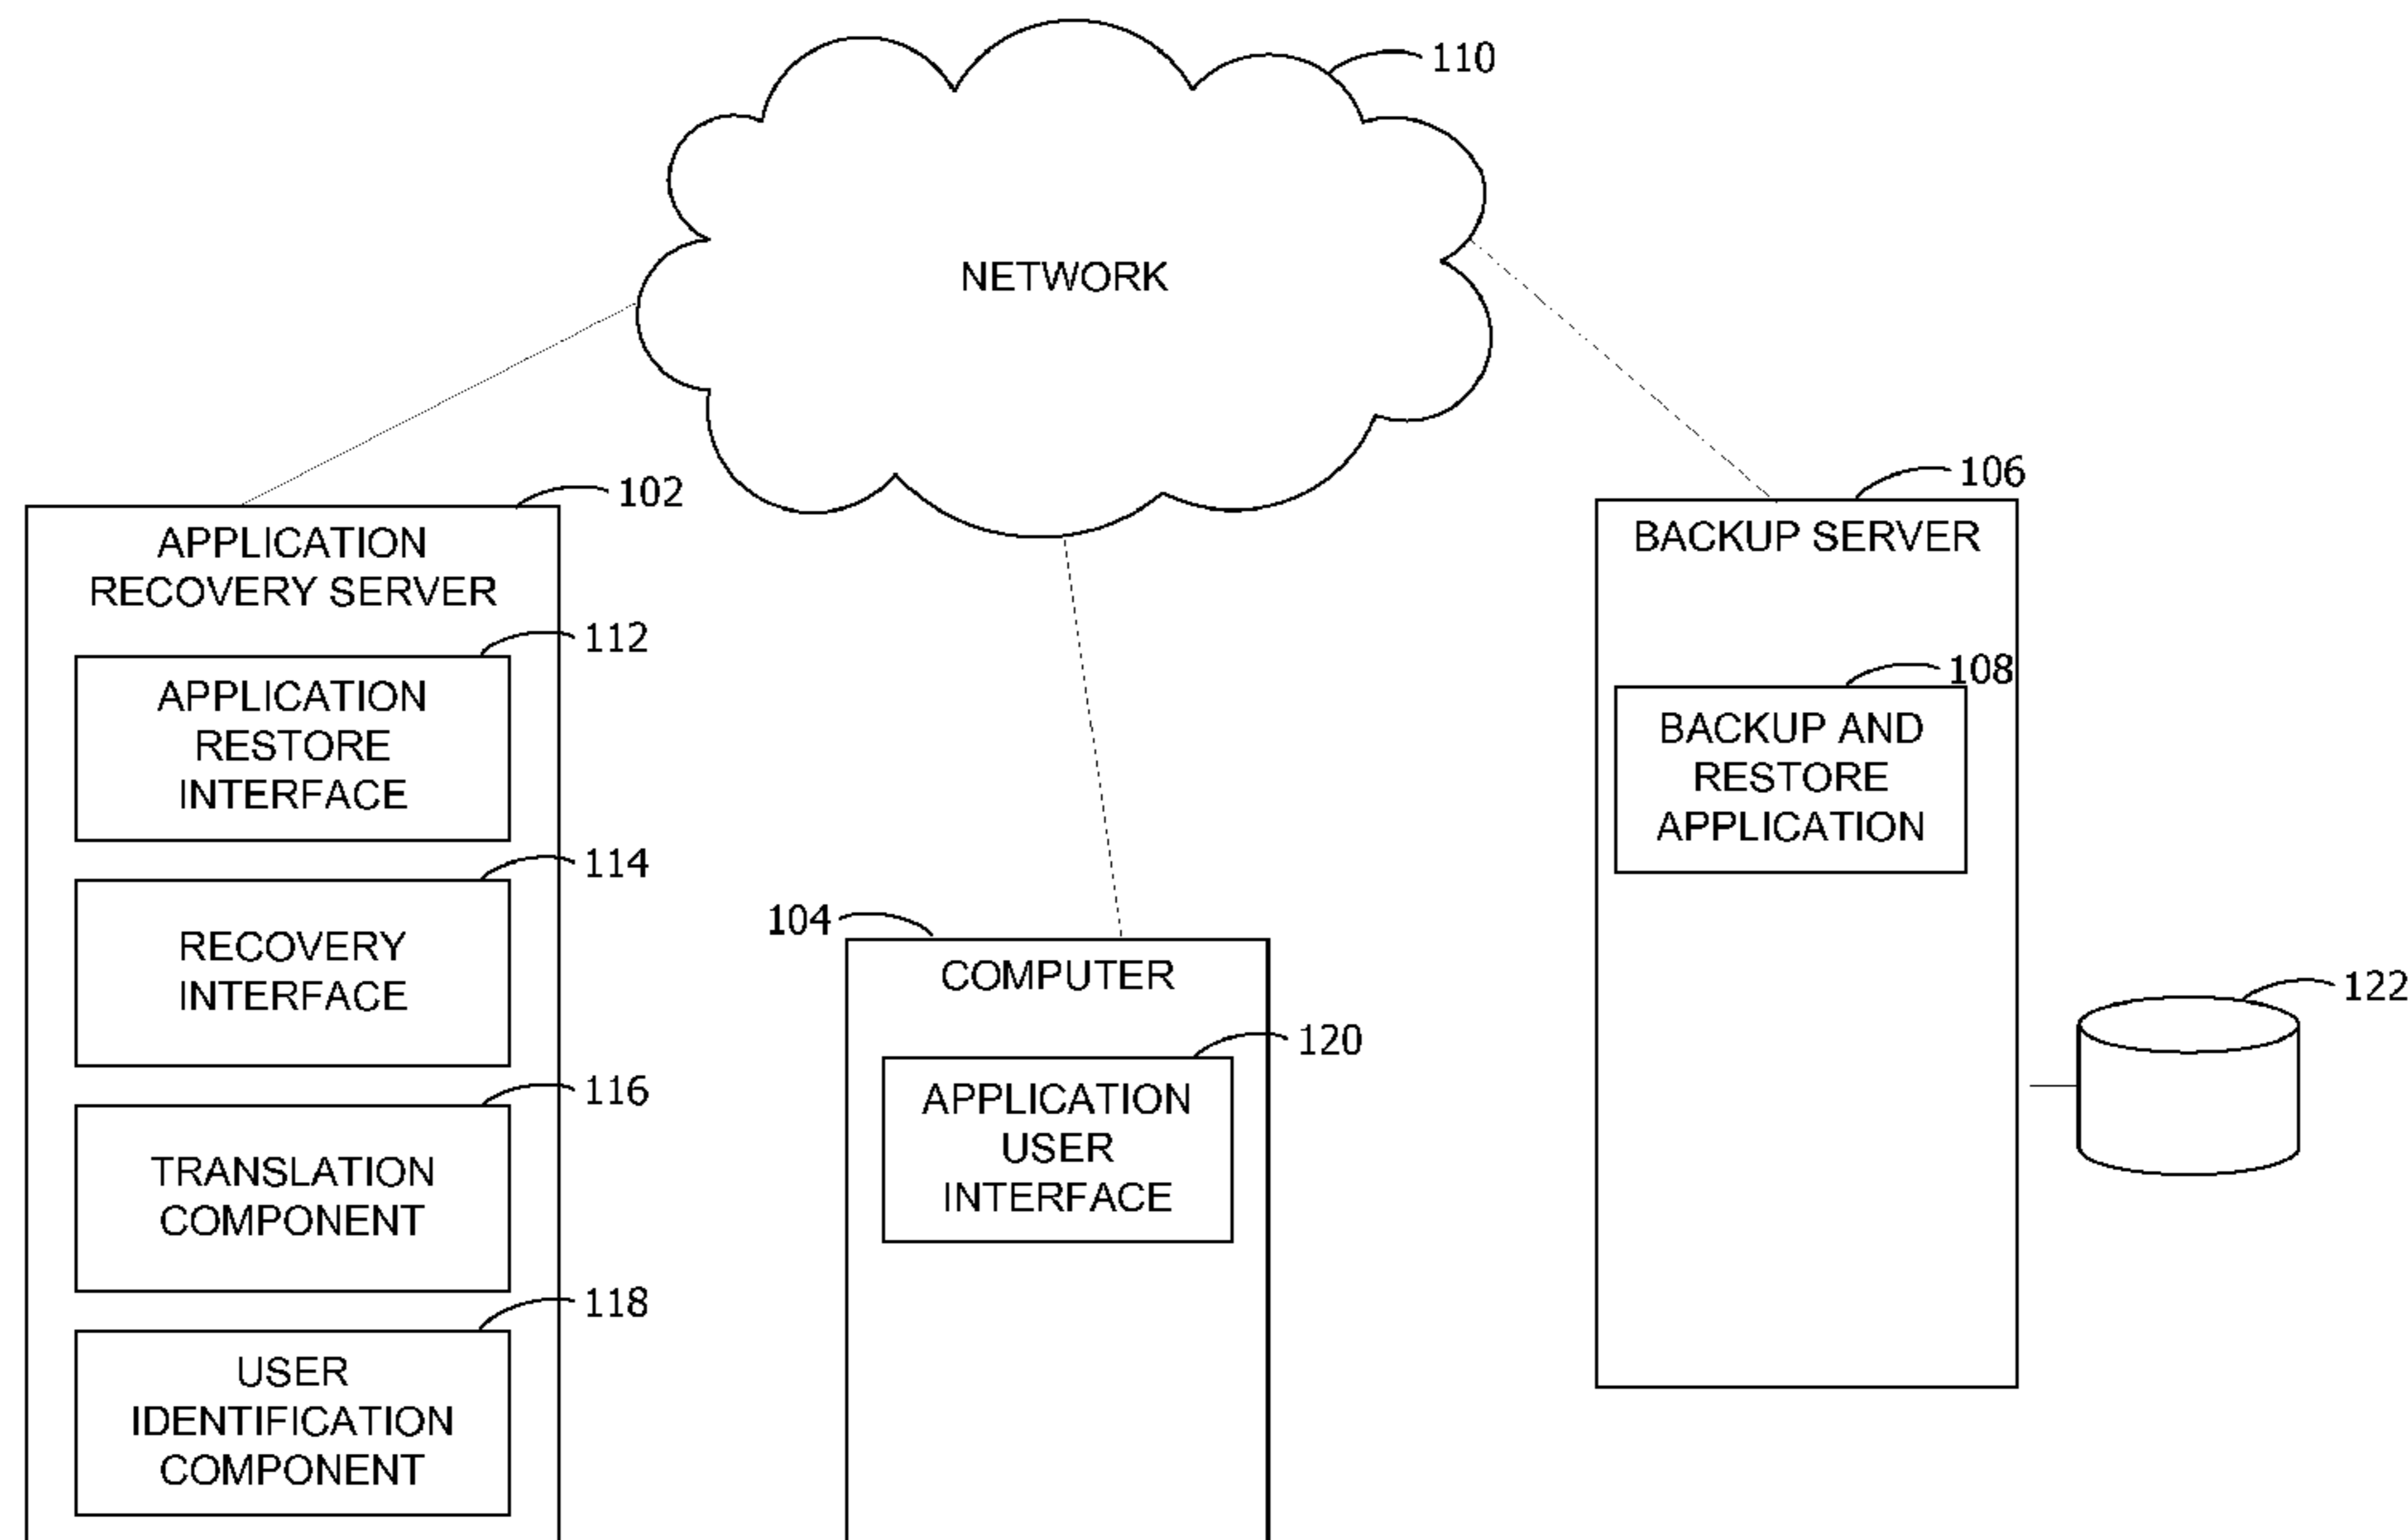 110
NETWORK
102
APPLICATION
RECOVERY SERVER
112
APPLICATION
RESTORE
INTERFACE
114
RECOVERY
INTERFACE
116
TRANSLATION
COMPONENT
118
USER
IDENTIFICATION
COMPONENT
104
COMPUTER
120
APPLICATION
USER
INTERFACE
106
BACKUP SERVER
108
BACKUP AND
RESTORE
APPLICATION
122